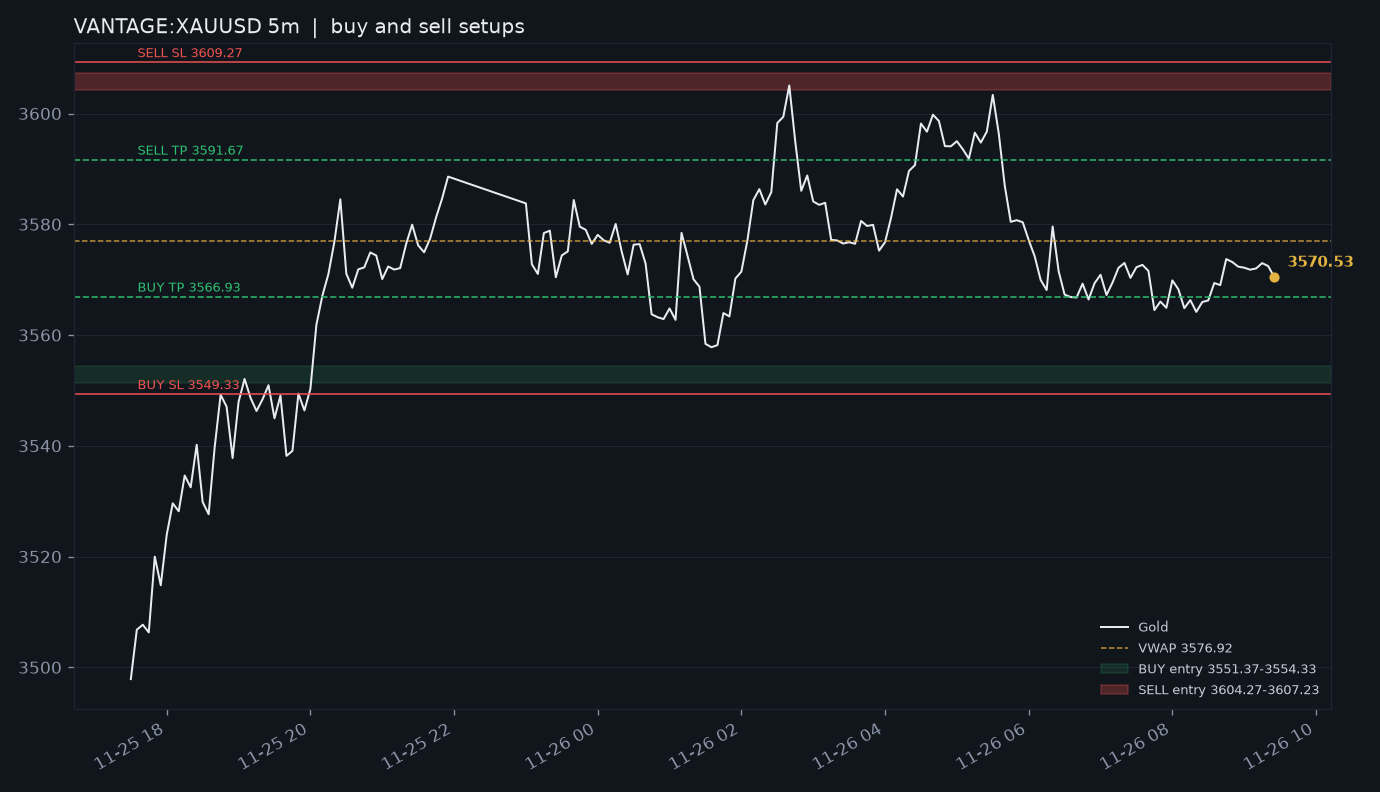 VANTAGE:XAUUSD 5m | buy and sell setups
SELL SL 3609.27
3600
SELL TP 3591.67
3580
3570.53
BUY TP 3566.93
3560
BUY SL 3549.33
3540
3520
3500
Gold
VWAP 3576.92
BUY entry 3551.37-3554.33
SELL entry 3604.27-3607.23
11-25 18
11-25 20
11-25 22
11-26 00
11-26 02
11-26 04
11-26 06
11-26 08
11-26 10